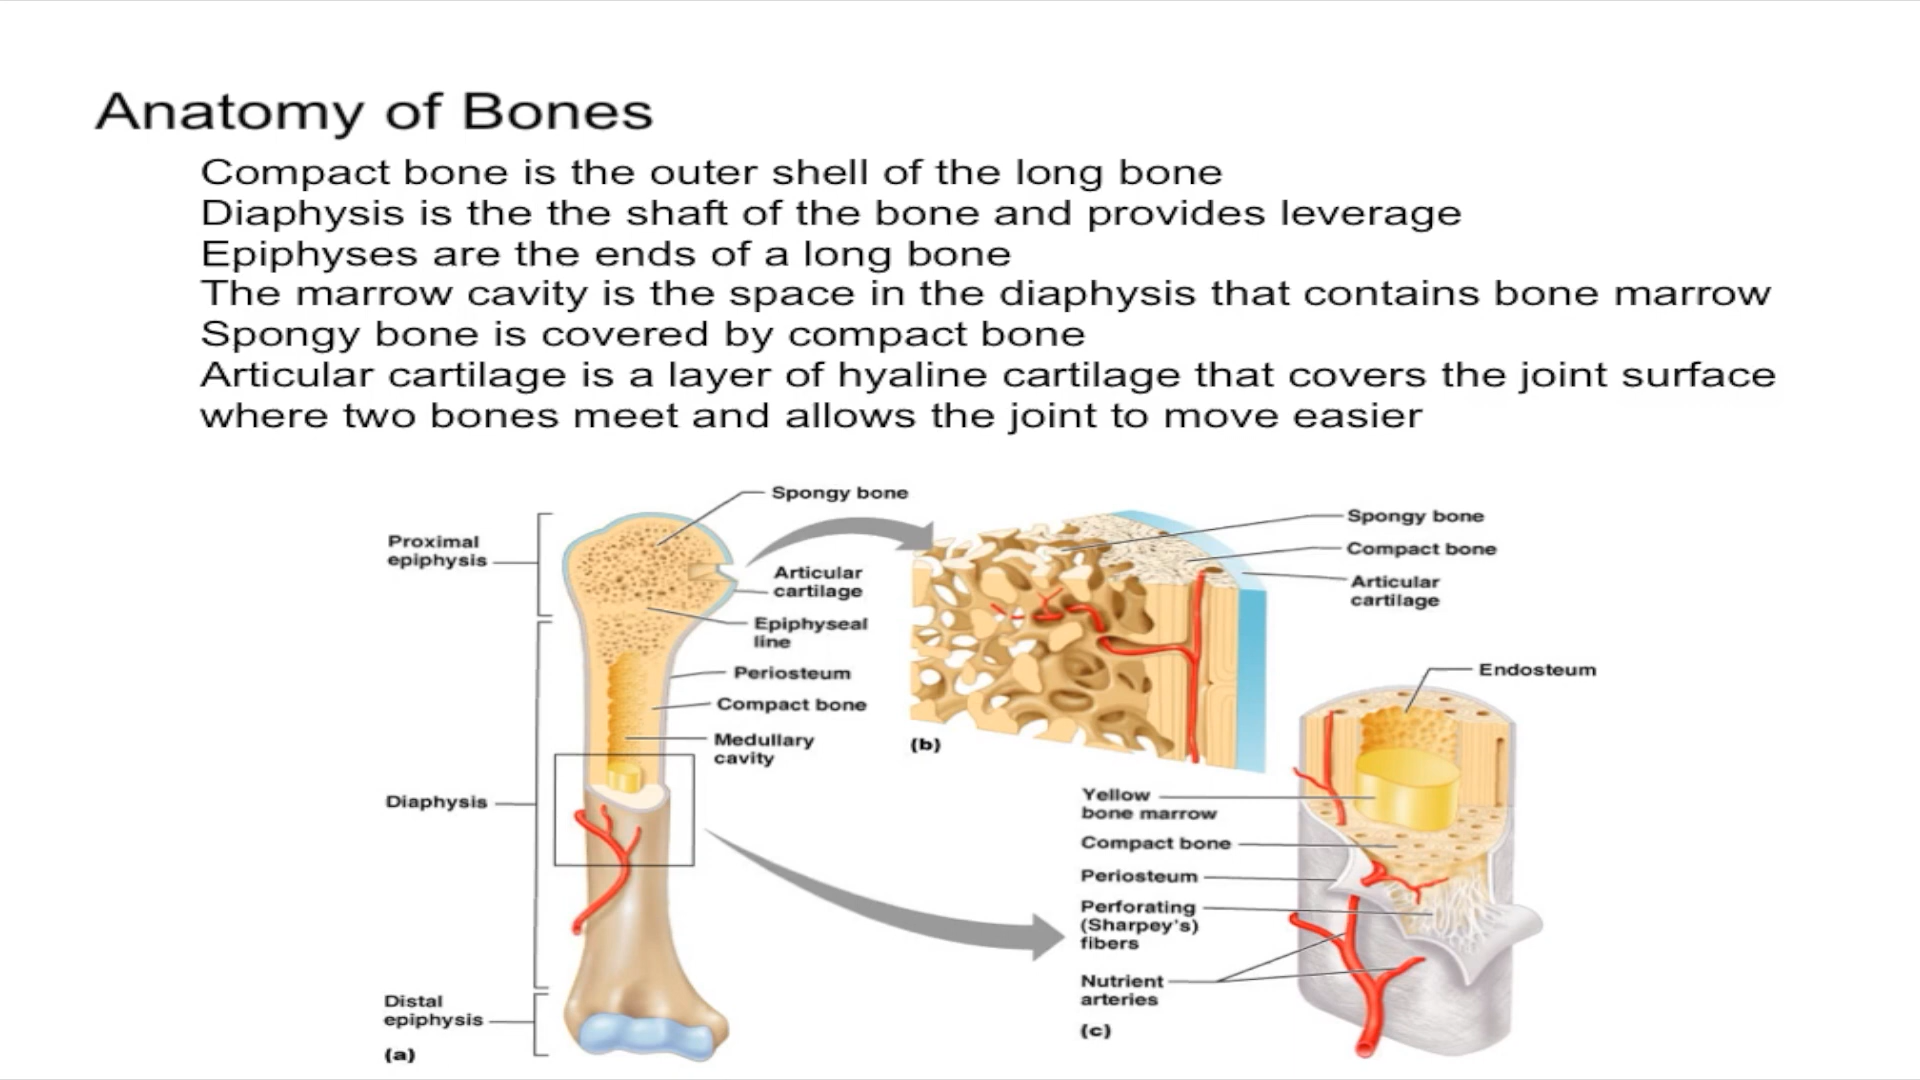 Anatomy of Bones
Compact bone is the outer shell of the long bone
Diaphysis is the the shaft of the bone and provides leverage
Epiphyses are the ends of a long bone
The marrow cavity is the space in the diaphysis that contains bone marrow
Spongy bone is covered by compact bone
Articular cartilage is a layer of hyaline cartilage that covers the joint surface
where two bones meet and allows the joint to move easier
Proximal
epiphysis
Diaphysis
Distal
epiphysis
(a)
Spongy bone
Articular
cartilage
Epiphyseal
line
Periosteum
Compact bone
Medullary
cavity
(b)
Spongy bone
Compact bone
Articular
cartilage
Endosteum
Yellow
bone marrow
Compact bone
Periosteum
Perforating
(Sharpey's)
fibers
Nutrient
arteries
(c)